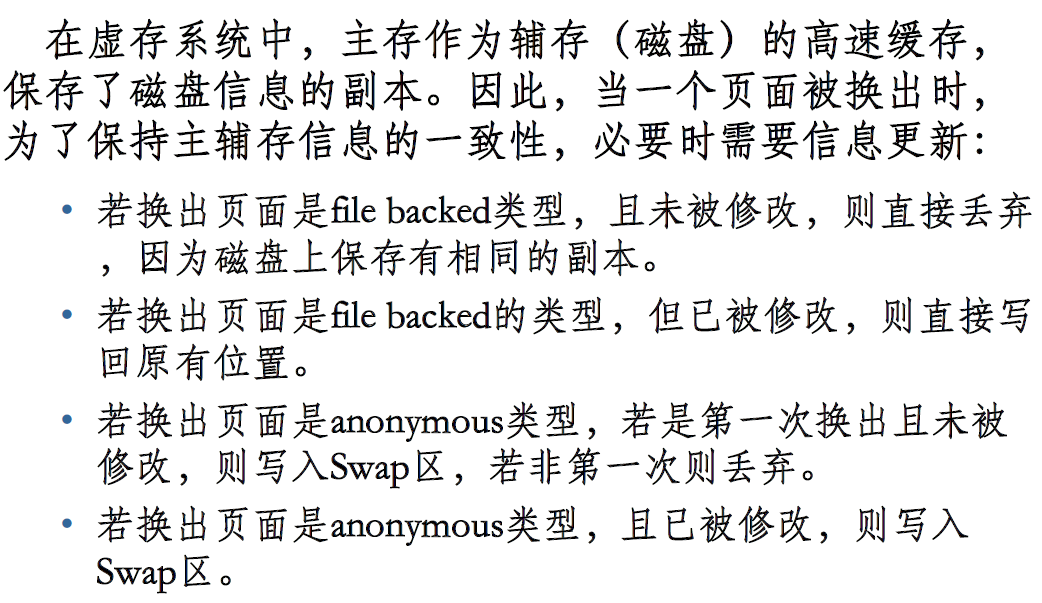 在虚存系统中，主存作为辅存（磁盘）的高速缓存，
保存了磁盘信息的副本。因此，当一个页面被换出时，
为了保持主辅存信息的一致性，必要时需要信息更新：
• 若换出页面是file backed类型，且未被修改，则直接丢弃
，因为磁盘上保存有相同的副本。
• 若换出页面是file backed的类型，但已被修改，则直接写
回原有位置。
• 若换出页面是anonymous类型，若是第一次换出且未被
修改，则写入Swap区，若非第一次则丢弃。
• 若换出页面是anonymous类型，且已被修改，则写入
Swap区。